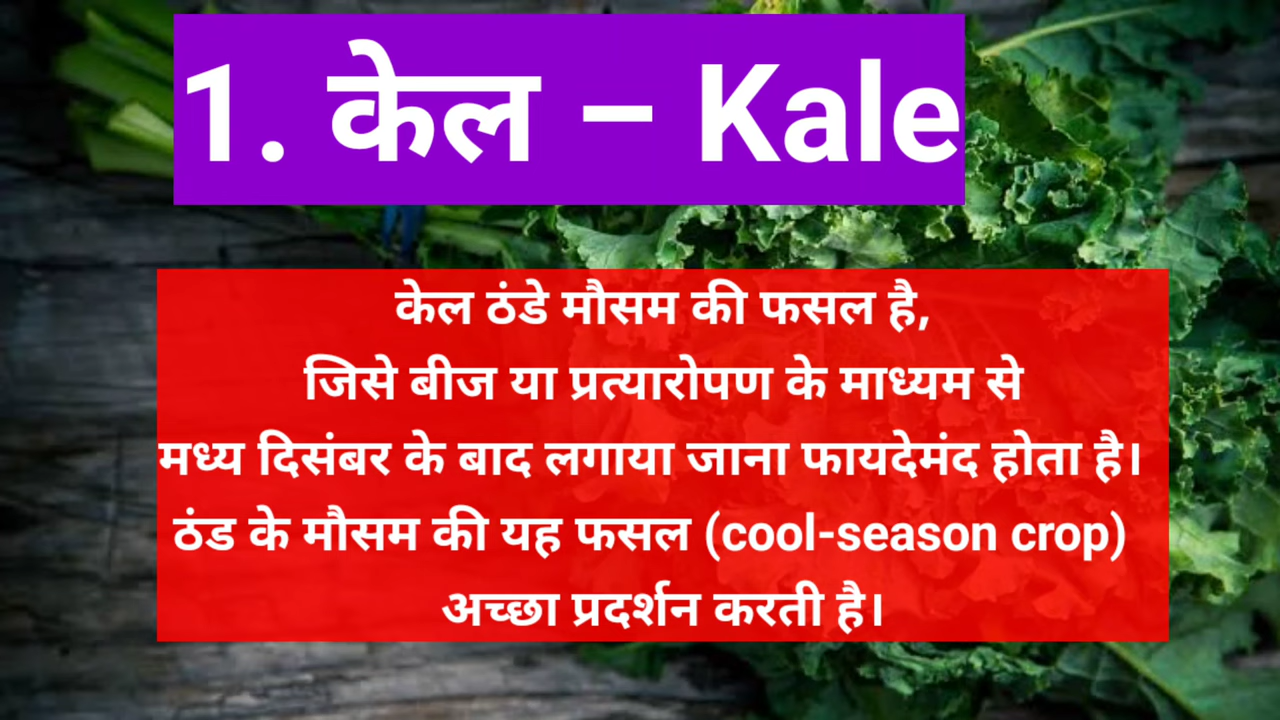 1. केल – Kale
केल ठंडे मौसम की फसल है,
जिसे बीज या प्रत्यारोपण के माध्यम से
मध्य दिसंबर के बाद लगाया जाना फायदेमंद होता है।
ठंड के मौसम की यह फसल (cool-season crop)
अच्छा प्रदर्शन करती है।